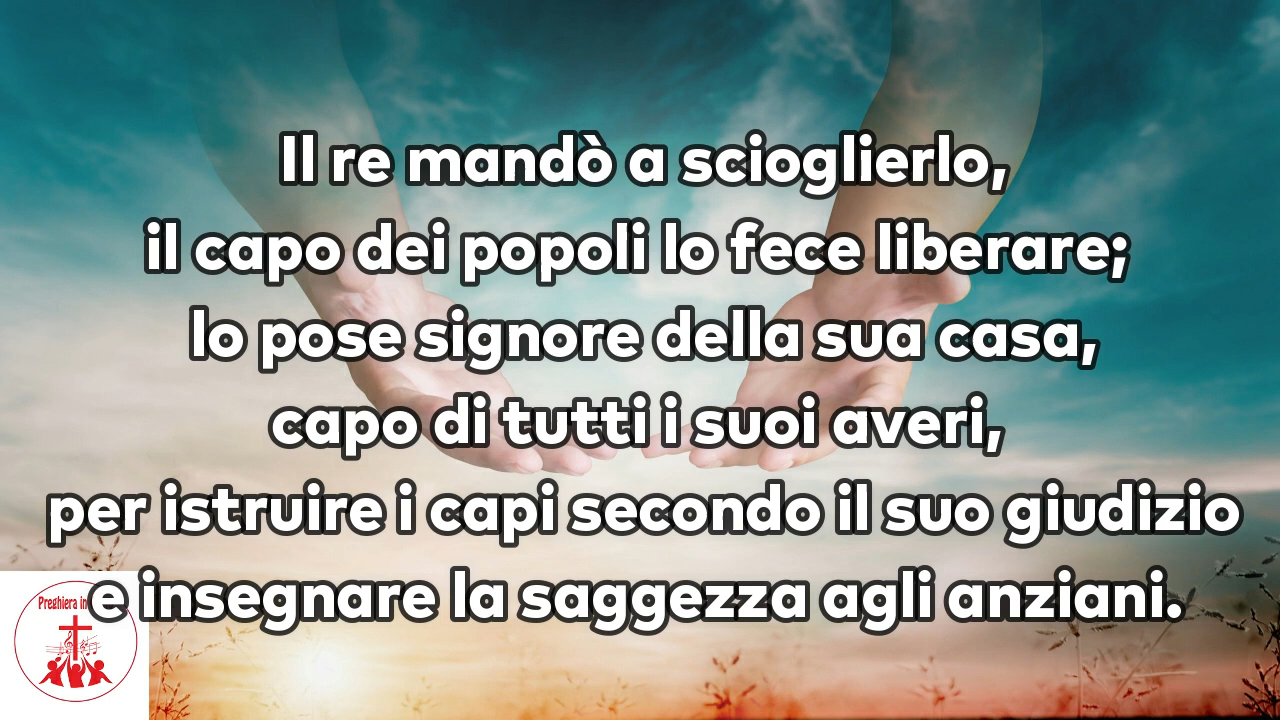 Il re mandò a scioglierlo,
il capo dei popoli lo fece liberare;
lo pose signore della sua casa,
capo di tutti i suoi averi,
per istruire i capi secondo il suo giudizio
e insegnare la saggezza agli anziani.
Preghiera in